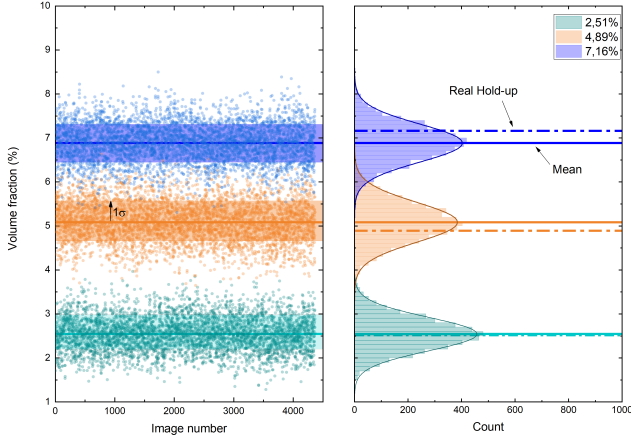 10
9
8
7
6
5
4
3
2
1
Volume fraction (%)
1σ
0 1000 2000 3000 4000
Image number
2,51%
4,89%
7,16%
Real Hold-up
Mean
0 200 400 600 800 1000
Count